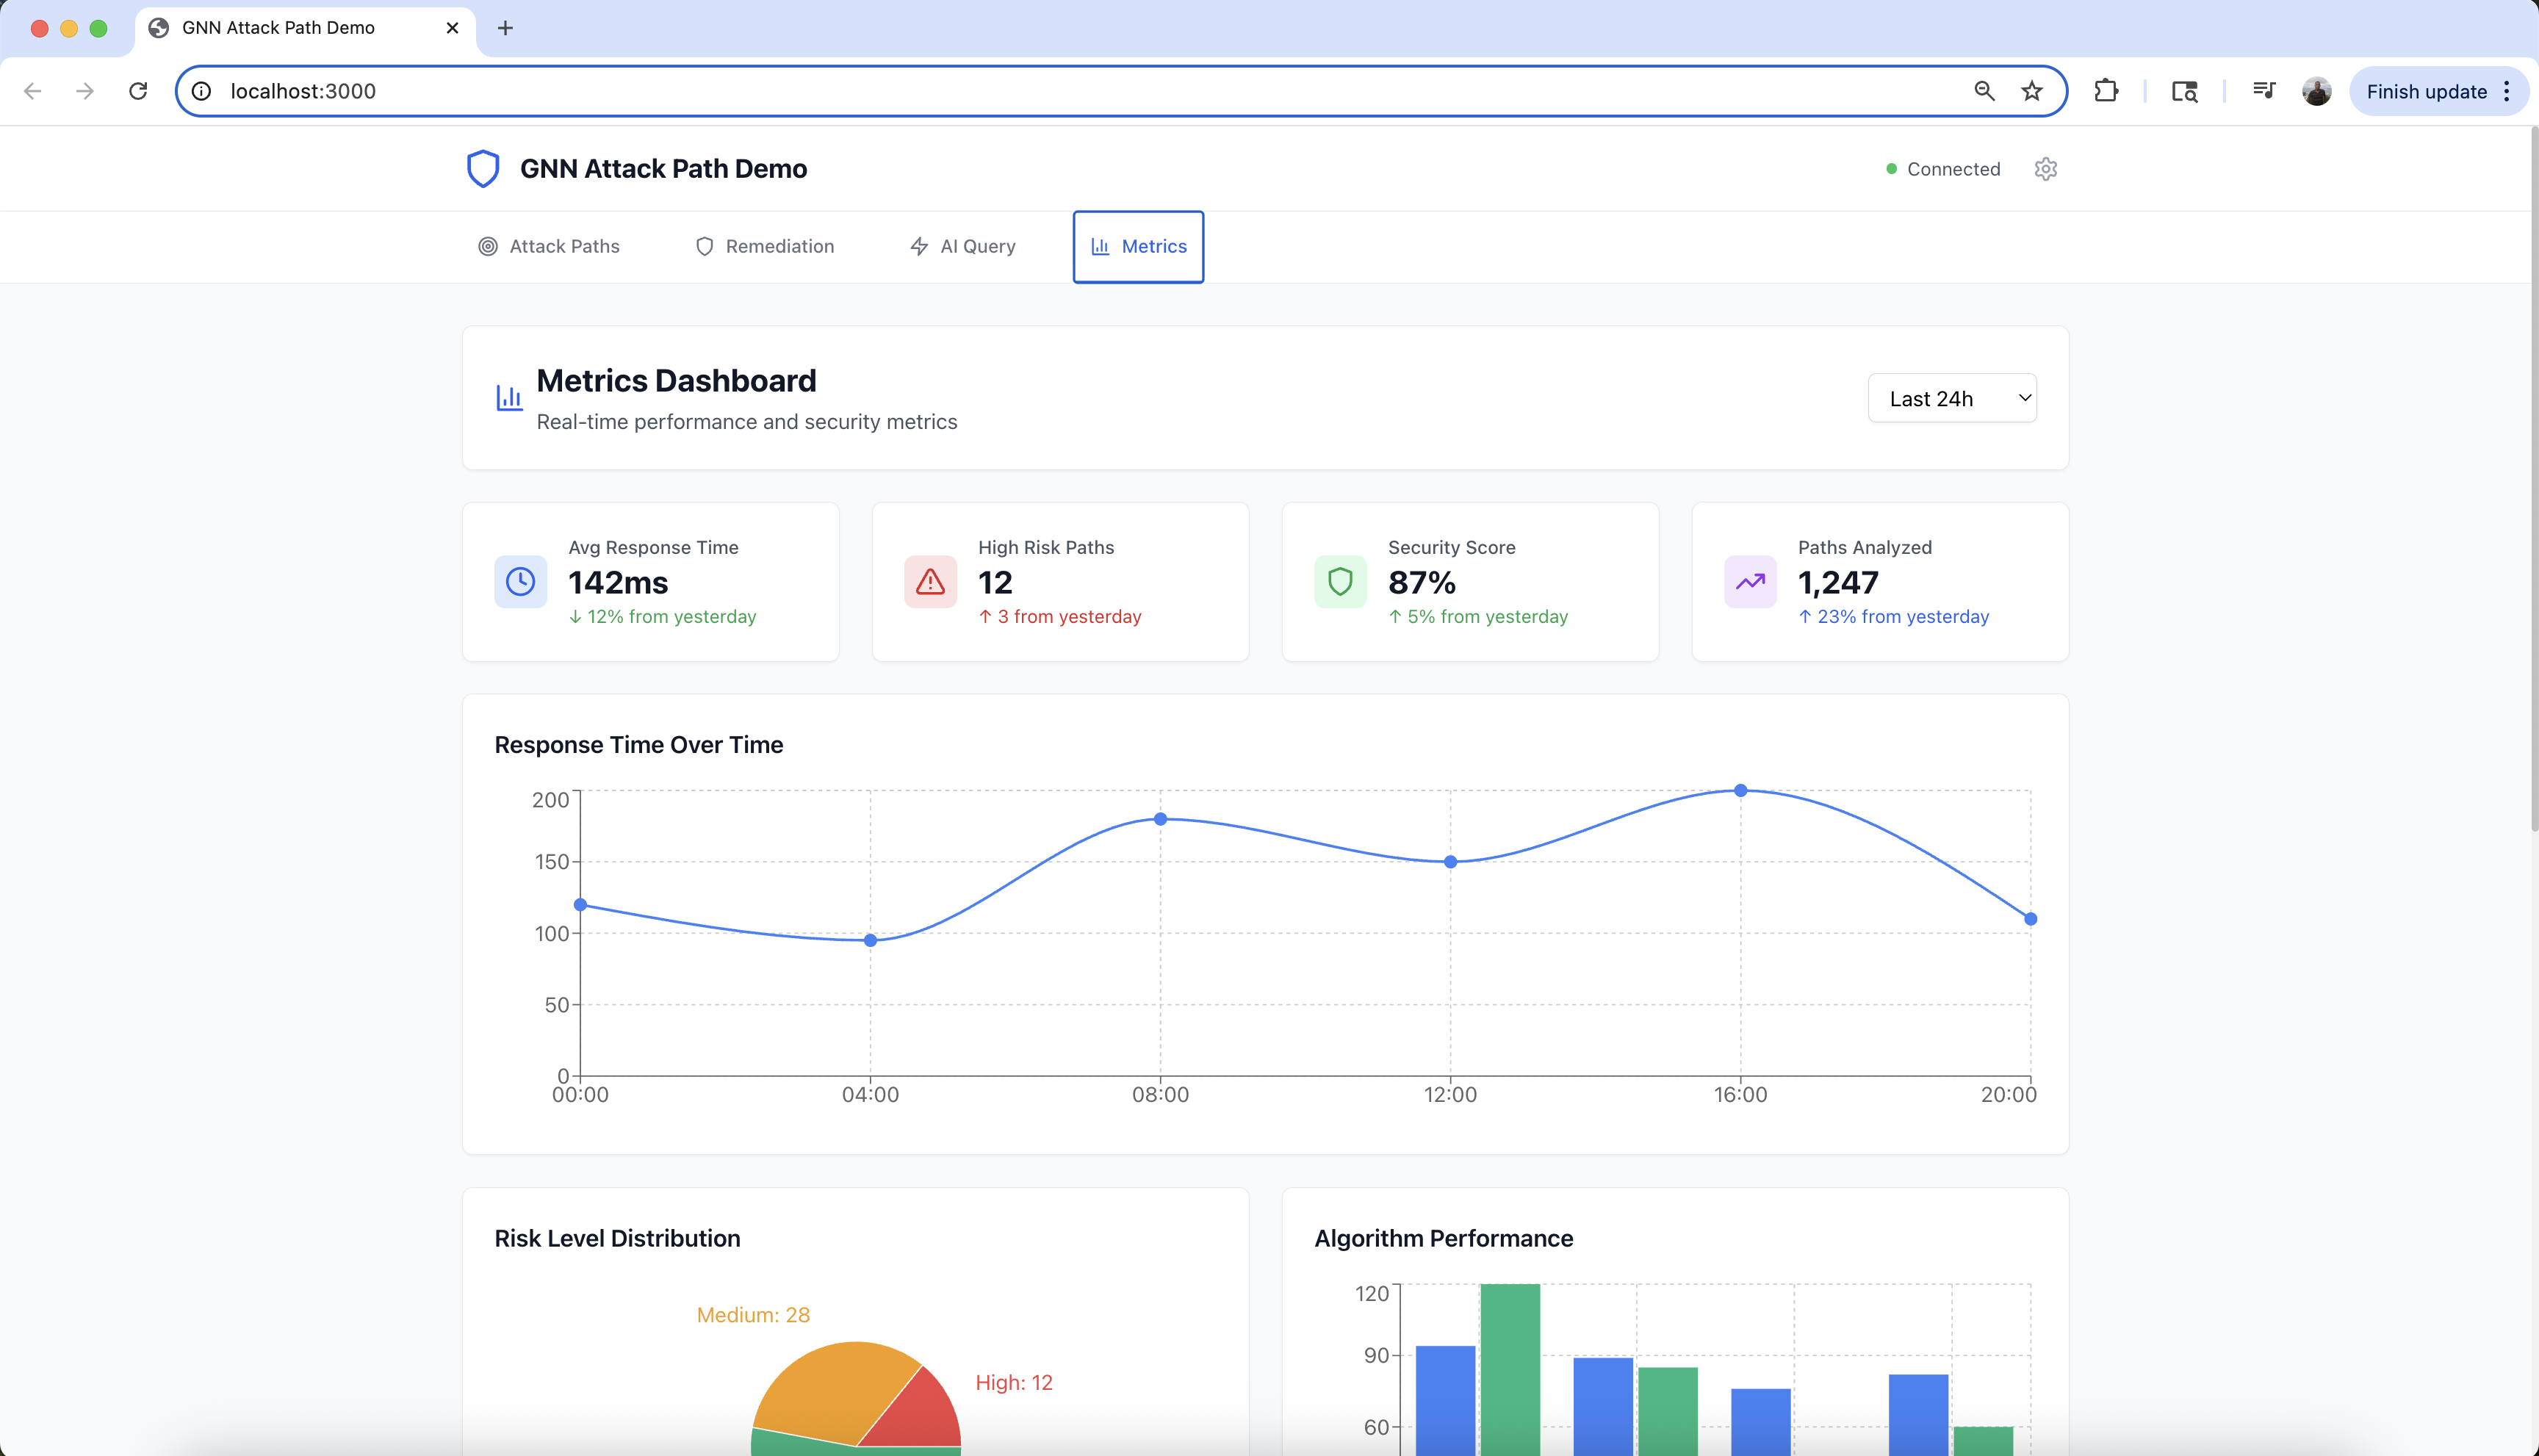 GNN Attack Path Demo
localhost:3000
Finish update
GNN Attack Path Demo
Connected
Attack Paths
Remediation
AI Query
Metrics
Metrics Dashboard
Real-time performance and security metrics
Last 24h
Avg Response Time
142ms
↓ 12% from yesterday
High Risk Paths
12
↑ 3 from yesterday
Security Score
87%
↑ 5% from yesterday
Paths Analyzed
1,247
↑ 23% from yesterday
Response Time Over Time
200
150
100
50
0
00:00
04:00
08:00
12:00
16:00
20:00
Risk Level Distribution
Medium: 28
High: 12
Algorithm Performance
120
90
60